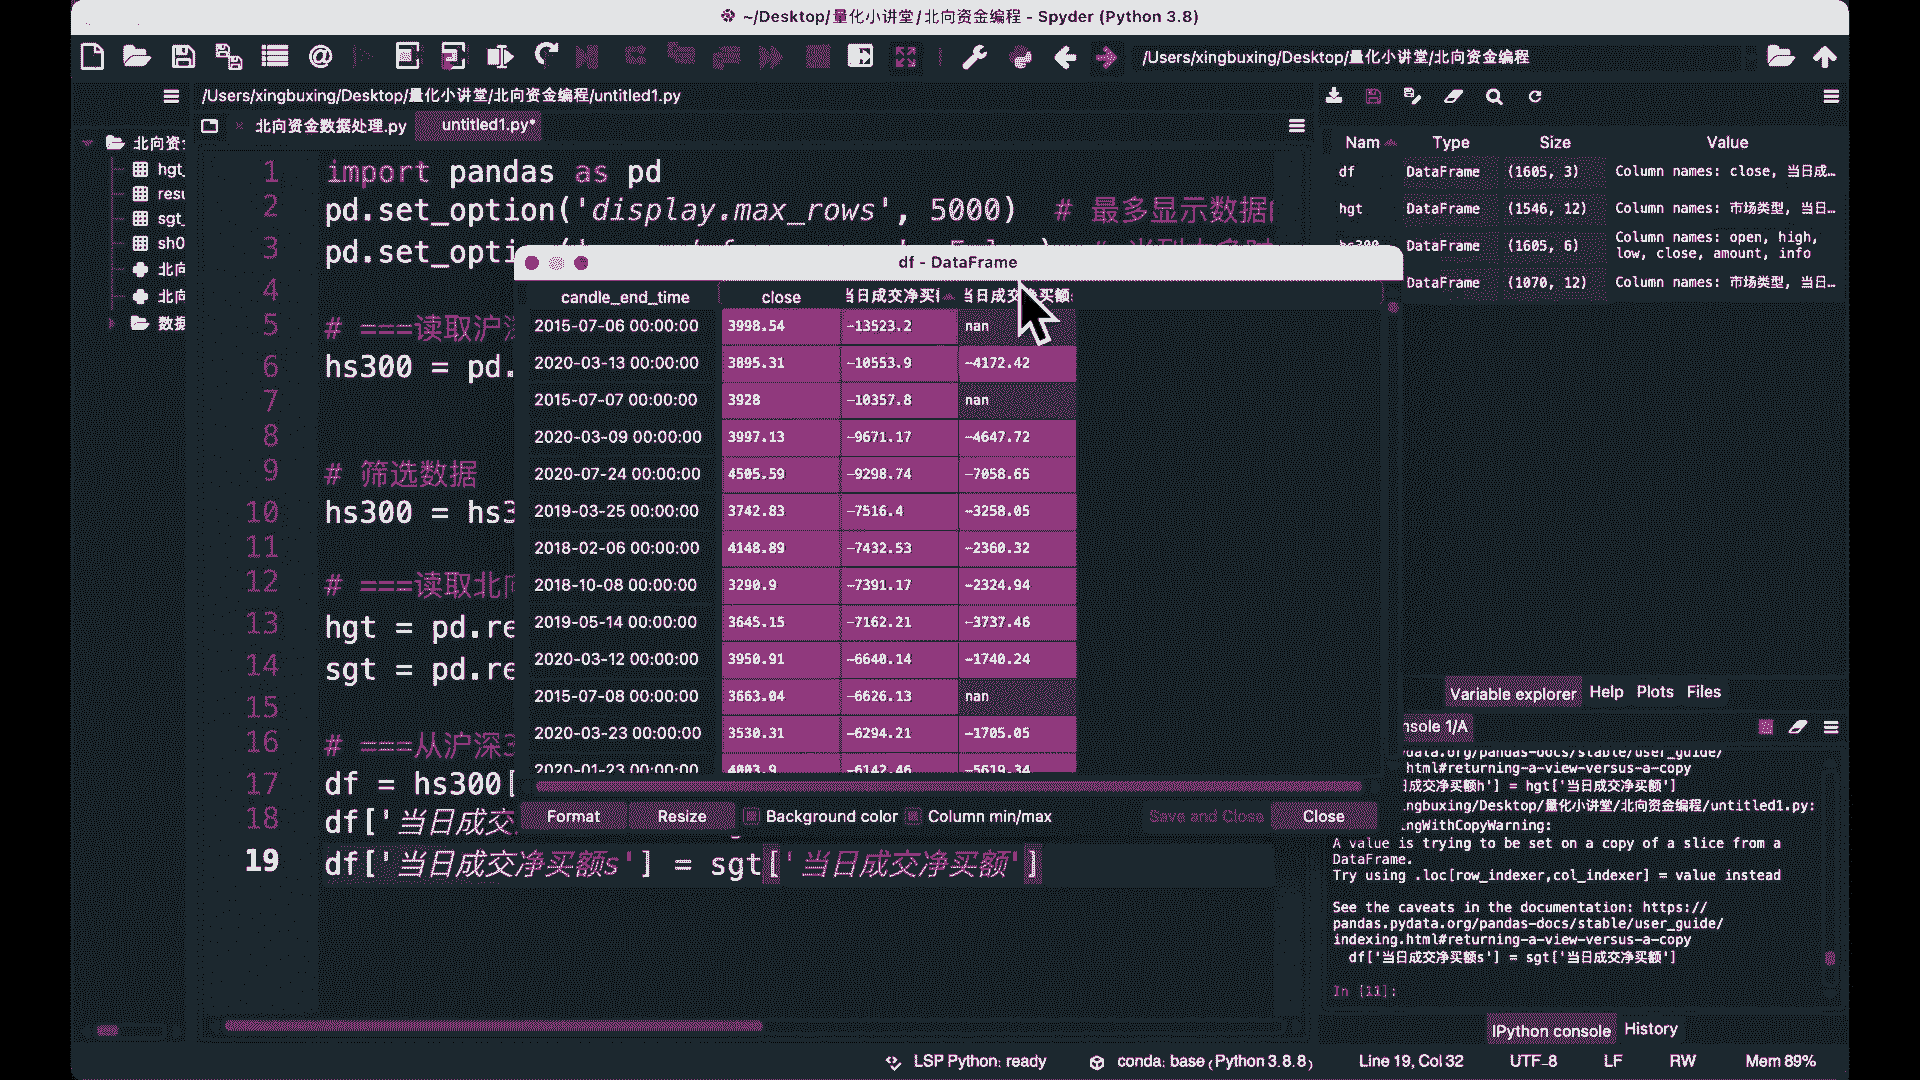 ~/Desktop/量化小讲堂/北向资金编程 - Spyder (Python 3.8)
/Users/xingbuxing/Desktop/量化小讲堂/北向资金编程
/Users/xingbuxing/Desktop/量化小讲堂/北向资金编程/untitled1.py
北向资金数据处理.py
untitled1.py*
北向资
hgt_
resu
sgt_
sh0
北向
北向
数据
1 import pandas as pd
2 pd.set_option('display.max_rows', 5000) # 最多显示数据
3 pd.set_opti
4
5 # ===读取沪深
6 hs300 = pd.
7
8
9 # 筛选数据
10 hs300 = hs3
11
12 # ===读取北向
13 hgt = pd.re
14 sgt = pd.re
15
16 # ===从沪深3
17 df = hs300[
18 df['当日成交
19 df['当日成交净买额s'] = sgt['当日成交净买额']
df - DataFrame
candle_end_time close 当日成交净买 当日成交净买额
2015-07-06 00:00:00 3998.54 -13523.2 nan
2020-03-13 00:00:00 3895.31 -10553.9 -4172.42
2015-07-07 00:00:00 3928 -10357.8 nan
2020-03-09 00:00:00 3997.13 -9671.17 -4647.72
2020-07-24 00:00:00 4505.59 -9298.74 -7058.65
2019-03-25 00:00:00 3742.83 -7516.4 -3258.05
2018-02-06 00:00:00 4148.89 -7432.53 -2360.32
2018-10-08 00:00:00 3290.9 -7391.17 -2324.94
2019-05-14 00:00:00 3645.15 -7162.21 -3737.46
2020-03-12 00:00:00 3950.91 -6640.14 -1740.24
2015-07-08 00:00:00 3663.04 -6626.13 nan
2020-03-23 00:00:00 3530.31 -6294.21 -1705.05
2020-01-23 00:00:00 4003.9 -6142.46 -5619.34
Format Resize Background color Column min/max Save and Close Close
Nam Type Size Value
df DataFrame (1605, 3) Column names: close, 当日成…
hgt DataFrame (1546, 12) Column names: 市场类型, 当日…
hs300 DataFrame (1605, 6) Column names: open, high,
low, close, amount, info
DataFrame (1070, 12) Column names: 市场类型, 当日…
Variable explorer Help Plots Files
nsole 1/A
ydata.org/pandas-docs/stable/user_guide/
html#returning-a-view-versus-a-copy
日成交净买额h'] = hgt['当日成交净买额']
ngbuxing/Desktop/量化小讲堂/北向资金编程/untitled1.py:
ngWithCopyWarning:
A value is trying to be set on a copy of a slice from a
DataFrame.
Try using .loc[row_indexer,col_indexer] = value instead
See the caveats in the documentation: https://
pandas.pydata.org/pandas-docs/stable/user_guide/
indexing.html#returning-a-view-versus-a-copy
df['当日成交净买额s'] = sgt['当日成交净买额']
In [11]:
IPython console History
LSP Python: ready conda: base (Python 3.8.8) Line 19, Col 32 UTF-8 LF RW Mem 89%